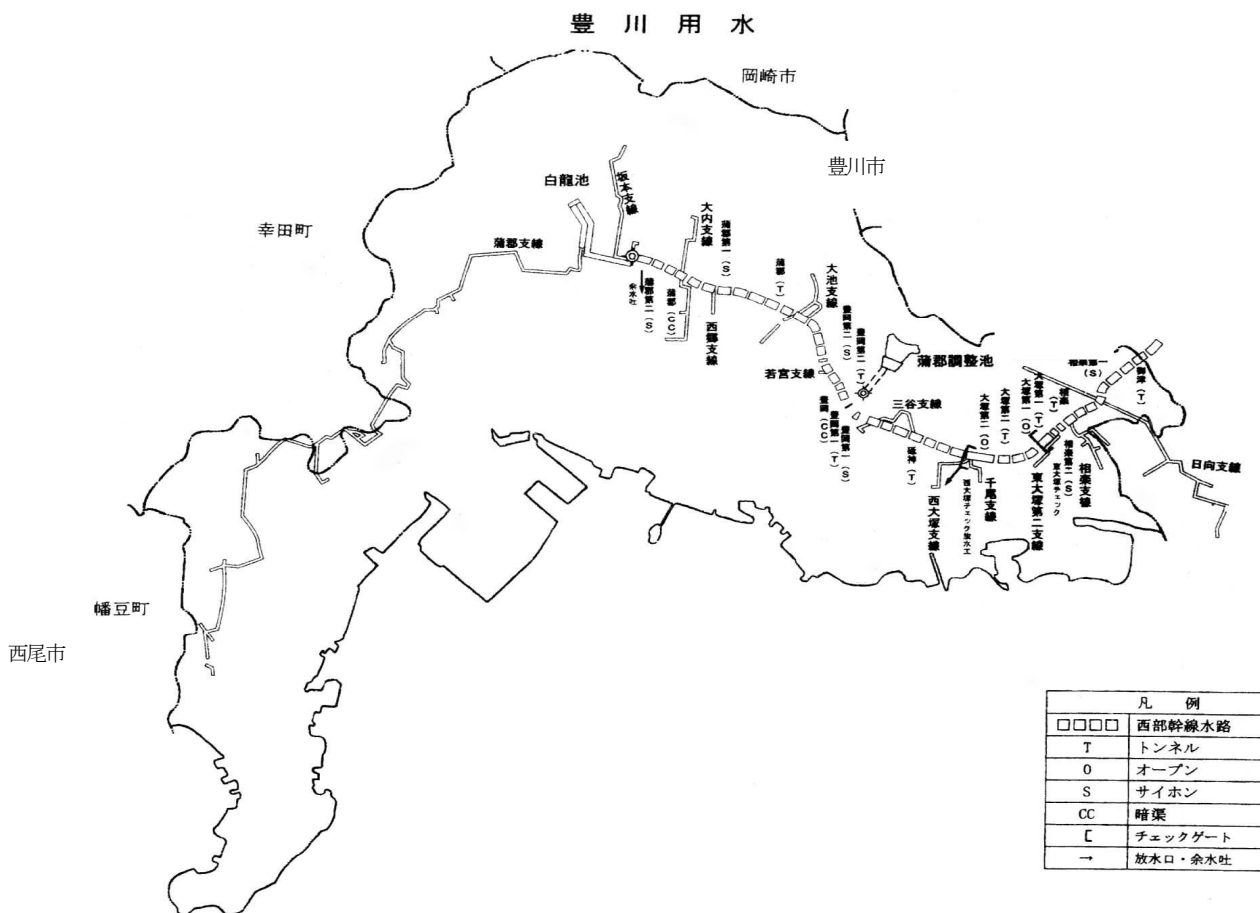 豊川用水
岡崎市
豊川市
幸田町
白龍池
坂本支線
大内支線
蒲郡第一(S)
蒲郡支線
余水吐
蒲郡第二(S)
蒲郡(CC)
西郷支線
蒲郡(T)
大池支線
豊岡第二(S)
豊岡第二(T)
蒲郡調整池
若宮支線
豊岡(CC)
豊岡第一(T)
豊岡第一(S)
三谷支線
砥神(T)
大塚第二(O)
大塚第二(T)
大塚第一(O)
大塚第一(T)
相楽(T)
相楽第一(S)
御津(T)
西大塚支線
西大塚チェック放水工
千尾支線
東大塚第二支線
東大塚チェック
相楽第二(S)
相楽支線
日向支線
幡豆町
西尾市
凡 例
西部幹線水路
T トンネル
O オープン
S サイホン
CC 暗渠
チェックゲート
→ 放水口・余水吐